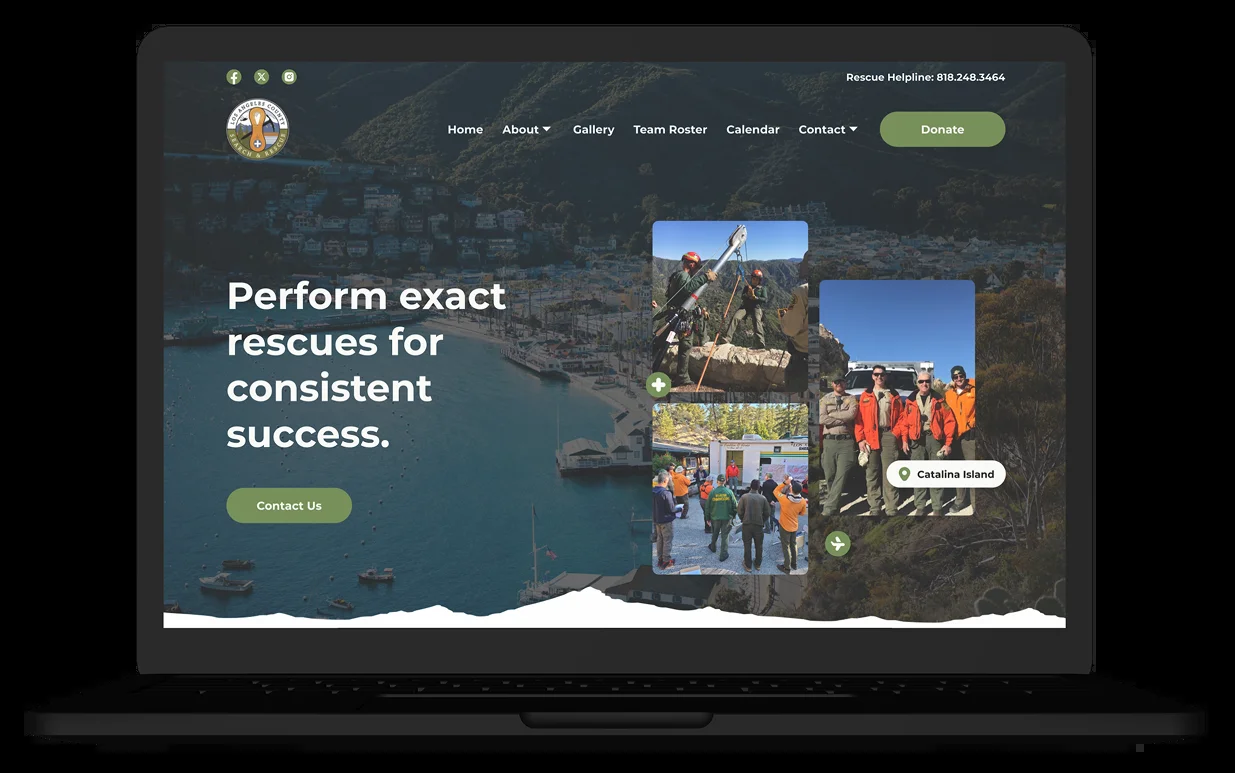 Rescue Helpline: 818.248.3464
LOS ANGELES COUNTY
SEARCH & RESCUE
Home
About
Gallery
Team Roster
Calendar
Contact
Donate
Perform exact
rescues for
consistent
success.
Contact Us
Catalina Island